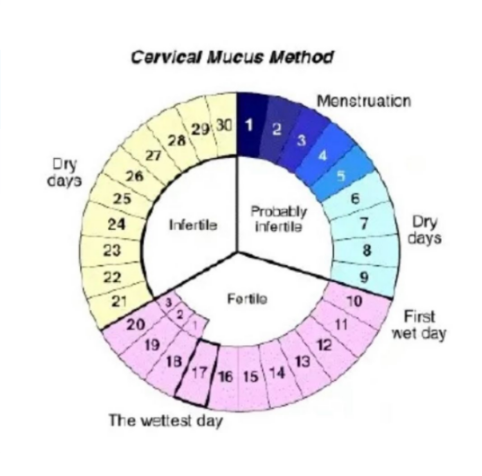 Cervical Mucus Method
Menstruation
1
2
3
4
5
6
7
8
9
10
11
12
13
14
15
16
17
18
19
20
21
22
23
24
25
26
27
28
29
30
Dry
days
Dry
days
First
wet day
The wettest day
Infertile
Probably
infertile
Fertile
1
2
3